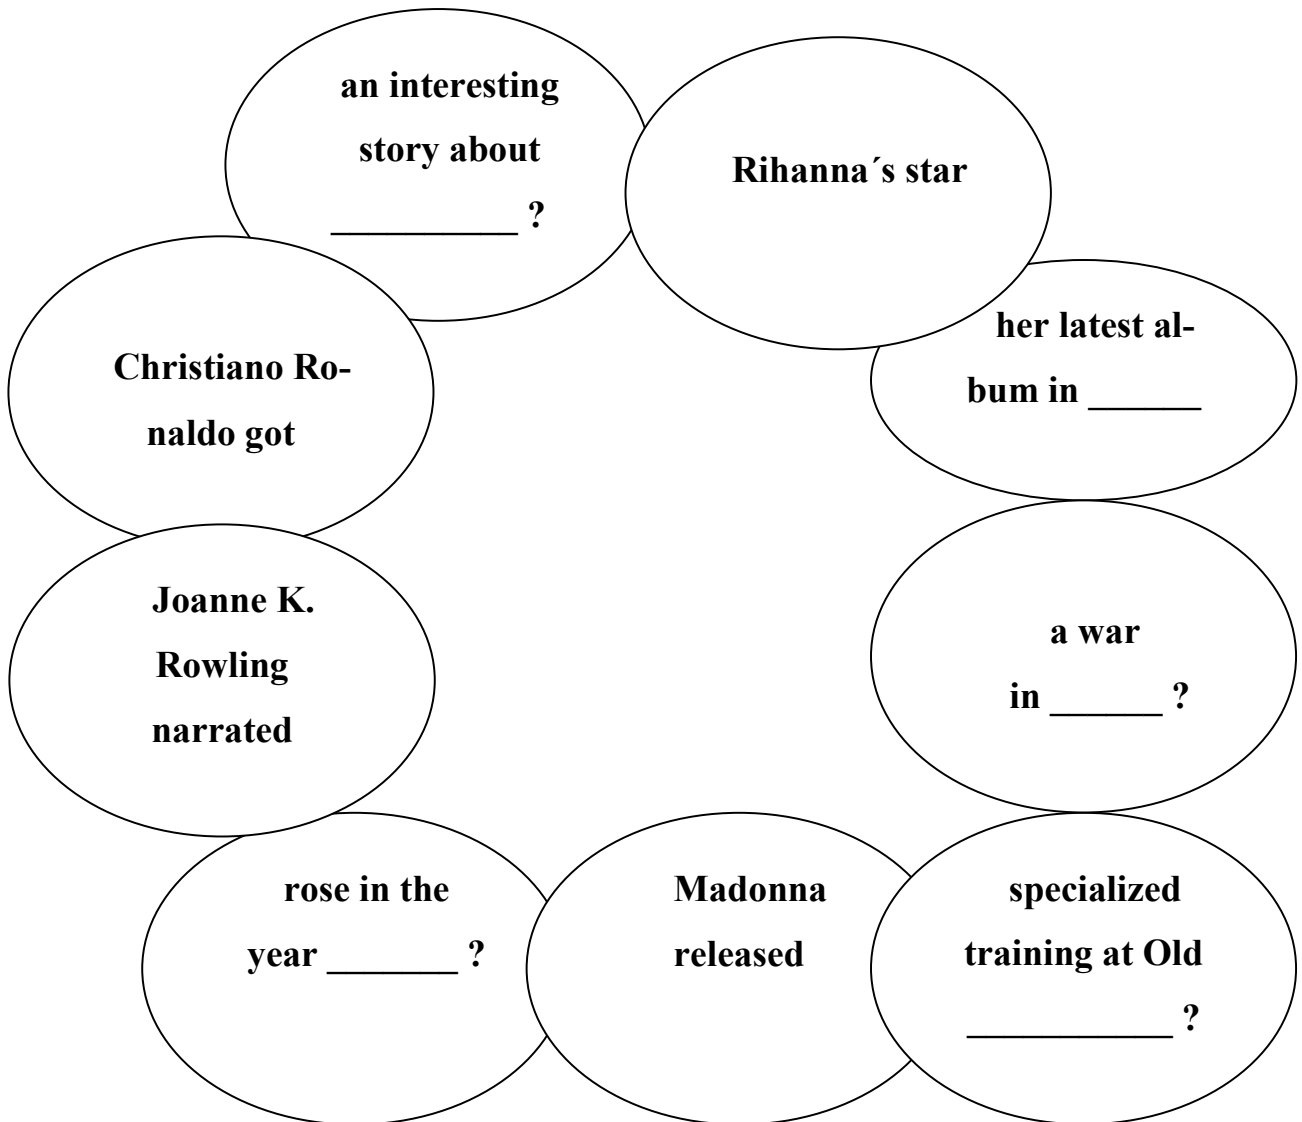 an interesting
story about
__________ ?
Rihanna´s star
her latest al-
bum in ______
Christiano Ro-
naldo got
Joanne K.
Rowling
narrated
a war
in ______ ?
rose in the
year _______ ?
Madonna
released
specialized
training at Old
___________ ?